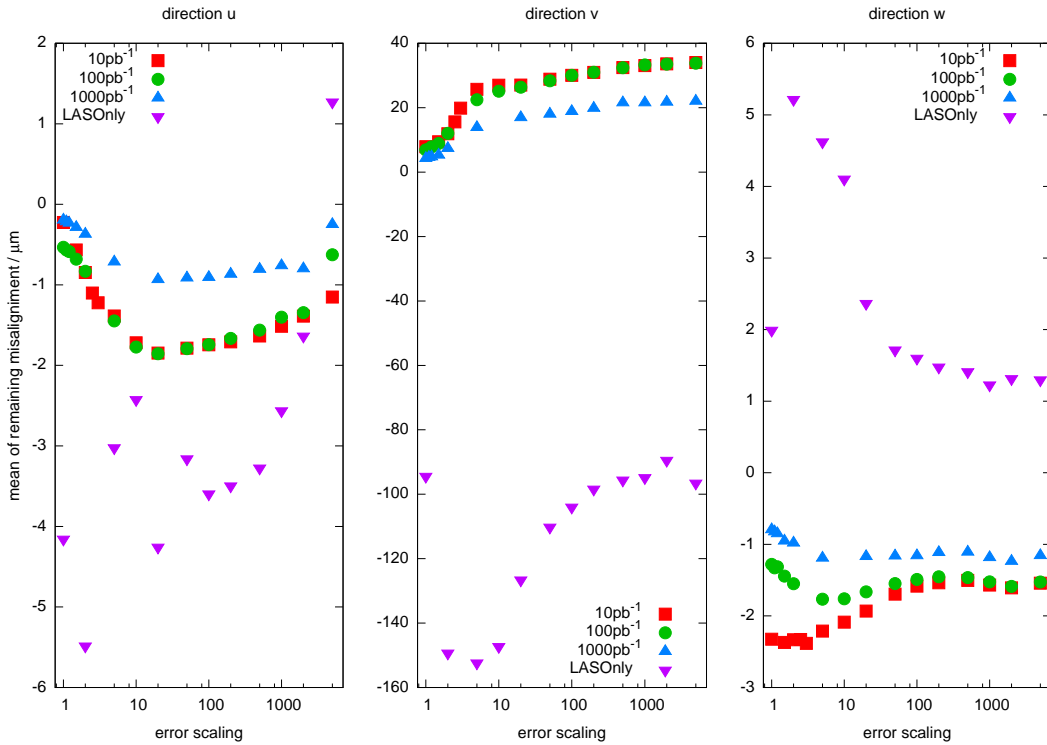 direction u
direction v
direction w
mean of remaining misalignment / μm
2
1
0
-1
-2
-3
-4
-5
-6
10pb⁻¹
100pb⁻¹
1000pb⁻¹
LASOnly
1 10 100 1000
error scaling
40
20
0
-20
-40
-60
-80
-100
-120
-140
-160
10pb⁻¹
100pb⁻¹
1000pb⁻¹
LASOnly
1 10 100 1000
error scaling
6
5
4
3
2
1
0
-1
-2
-3
10pb⁻¹
100pb⁻¹
1000pb⁻¹
LASOnly
1 10 100 1000
error scaling